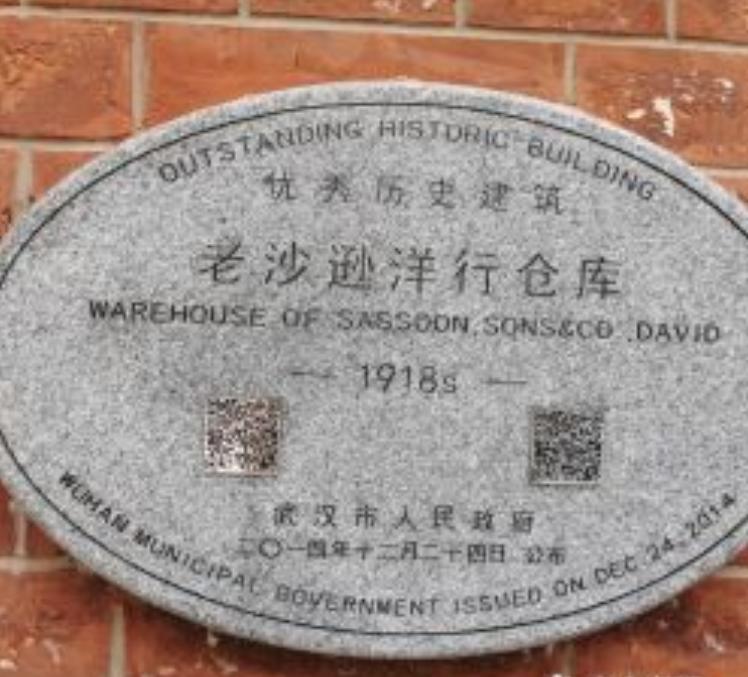 OUTSTANDING HISTORIC BUILDING
优秀历史建筑
老沙逊洋行仓库
WAREHOUSE OF SASSOON,SONS&CO.,DAVID
— 1918s —
武汉市人民政府
二〇一四年十二月二十四日 公布
WUHAN MUNICIPAL GOVERNMENT ISSUED ON DEC 24, 2014